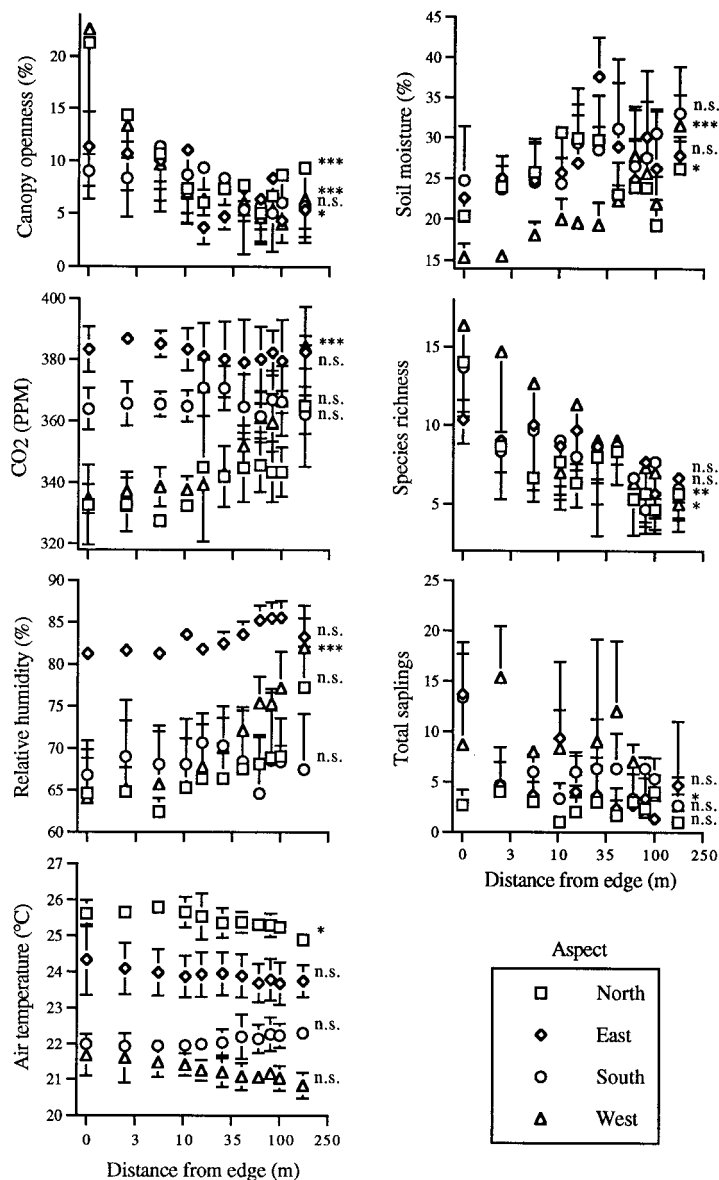 Canopy openness (%)
20
15
10
5
0
***
***
n.s.
*
Soil moisture (%)
45
40
35
30
25
20
15
n.s.
***
n.s.
*
CO2 (PPM)
400
380
360
340
320
***
n.s.
n.s.
n.s.
Species richness
15
10
5
n.s.
n.s.
**
*
Relative humidity (%)
90
85
80
75
70
65
60
n.s.
***
n.s.
n.s.
Total saplings
25
20
15
10
5
0
n.s.
*
n.s.
n.s.
0 3 10 35 100 250
Distance from edge (m)
Air temperature (°C)
27
26
25
24
23
22
21
20
*
n.s.
n.s.
n.s.
0 3 10 35 100 250
Distance from edge (m)
Aspect
North
East
South
West